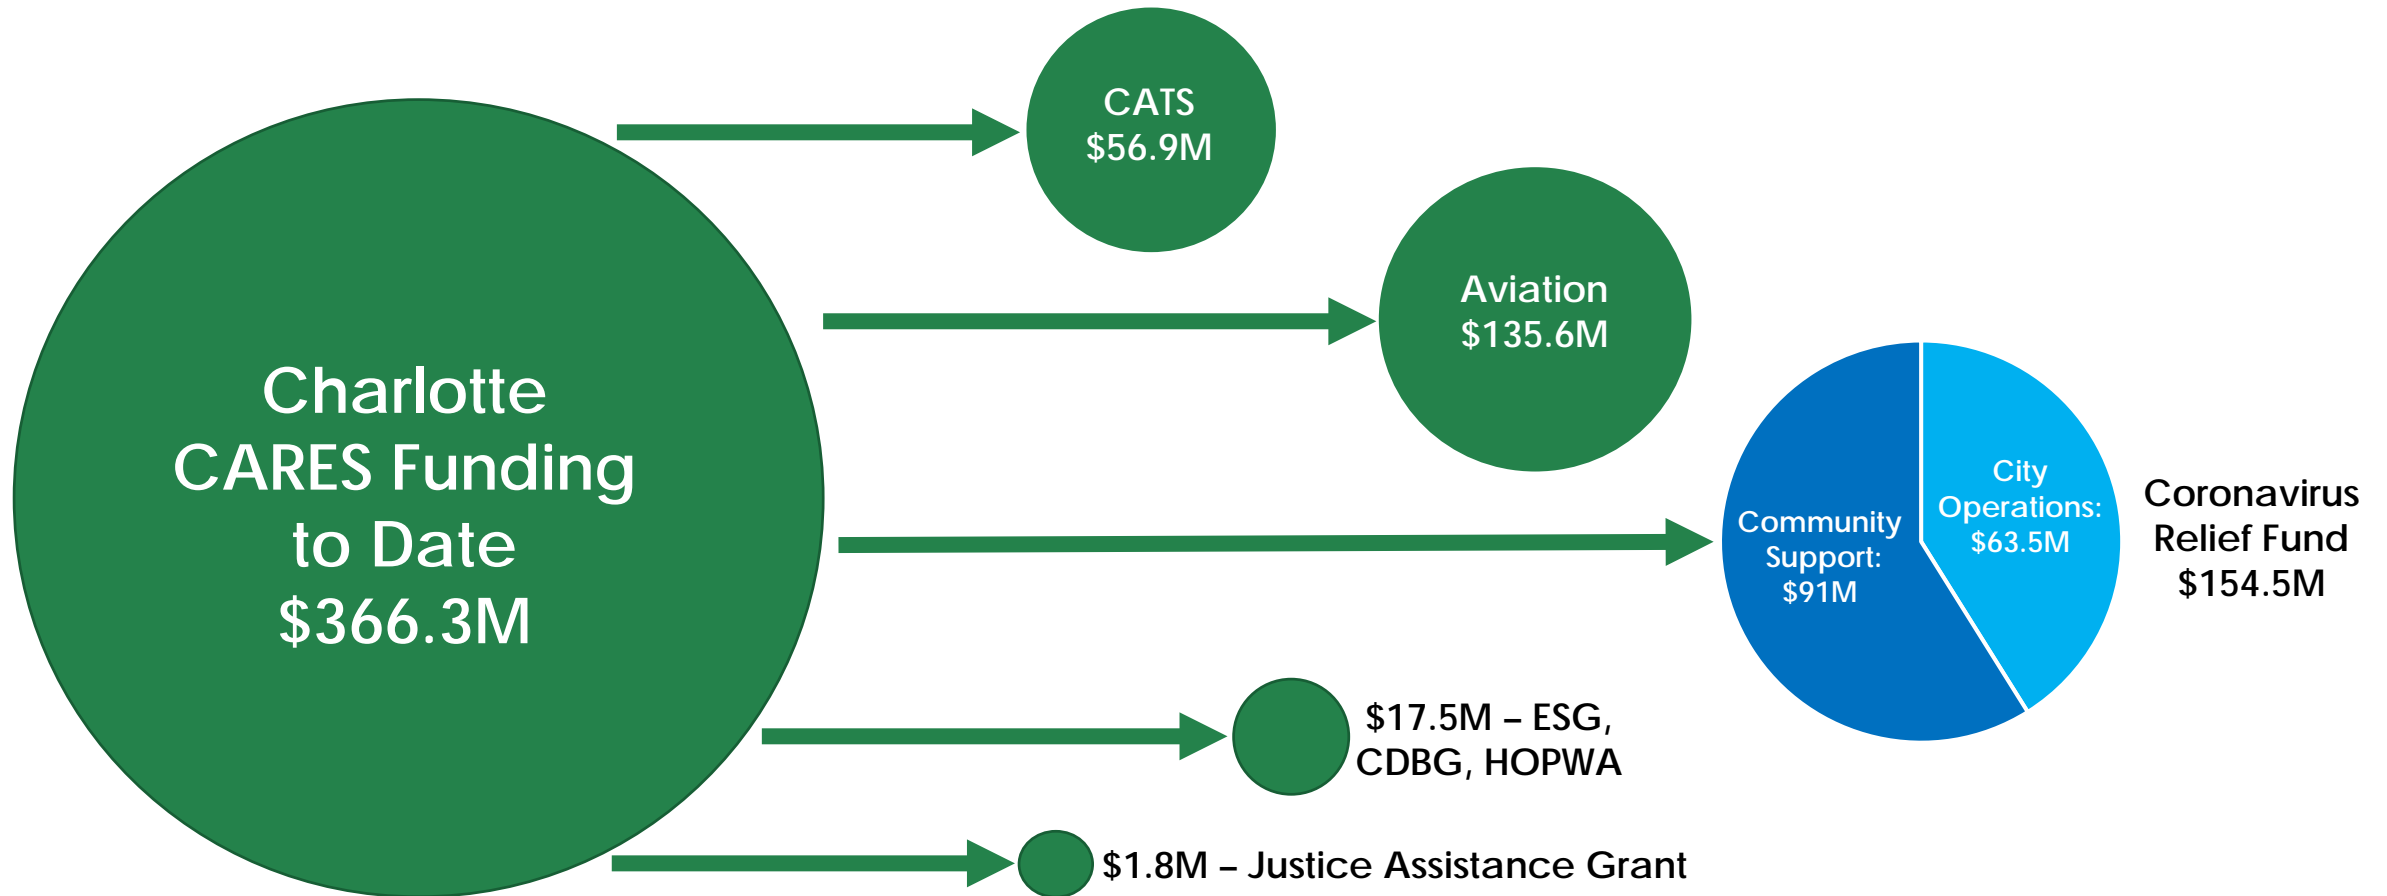 Charlotte
CARES Funding
to Date
$366.3M
CATS
$56.9M
Aviation
$135.6M
Community
Support:
$91M
City
Operations:
$63.5M
Coronavirus
Relief Fund
$154.5M
$17.5M – ESG,
CDBG, HOPWA
$1.8M – Justice Assistance Grant